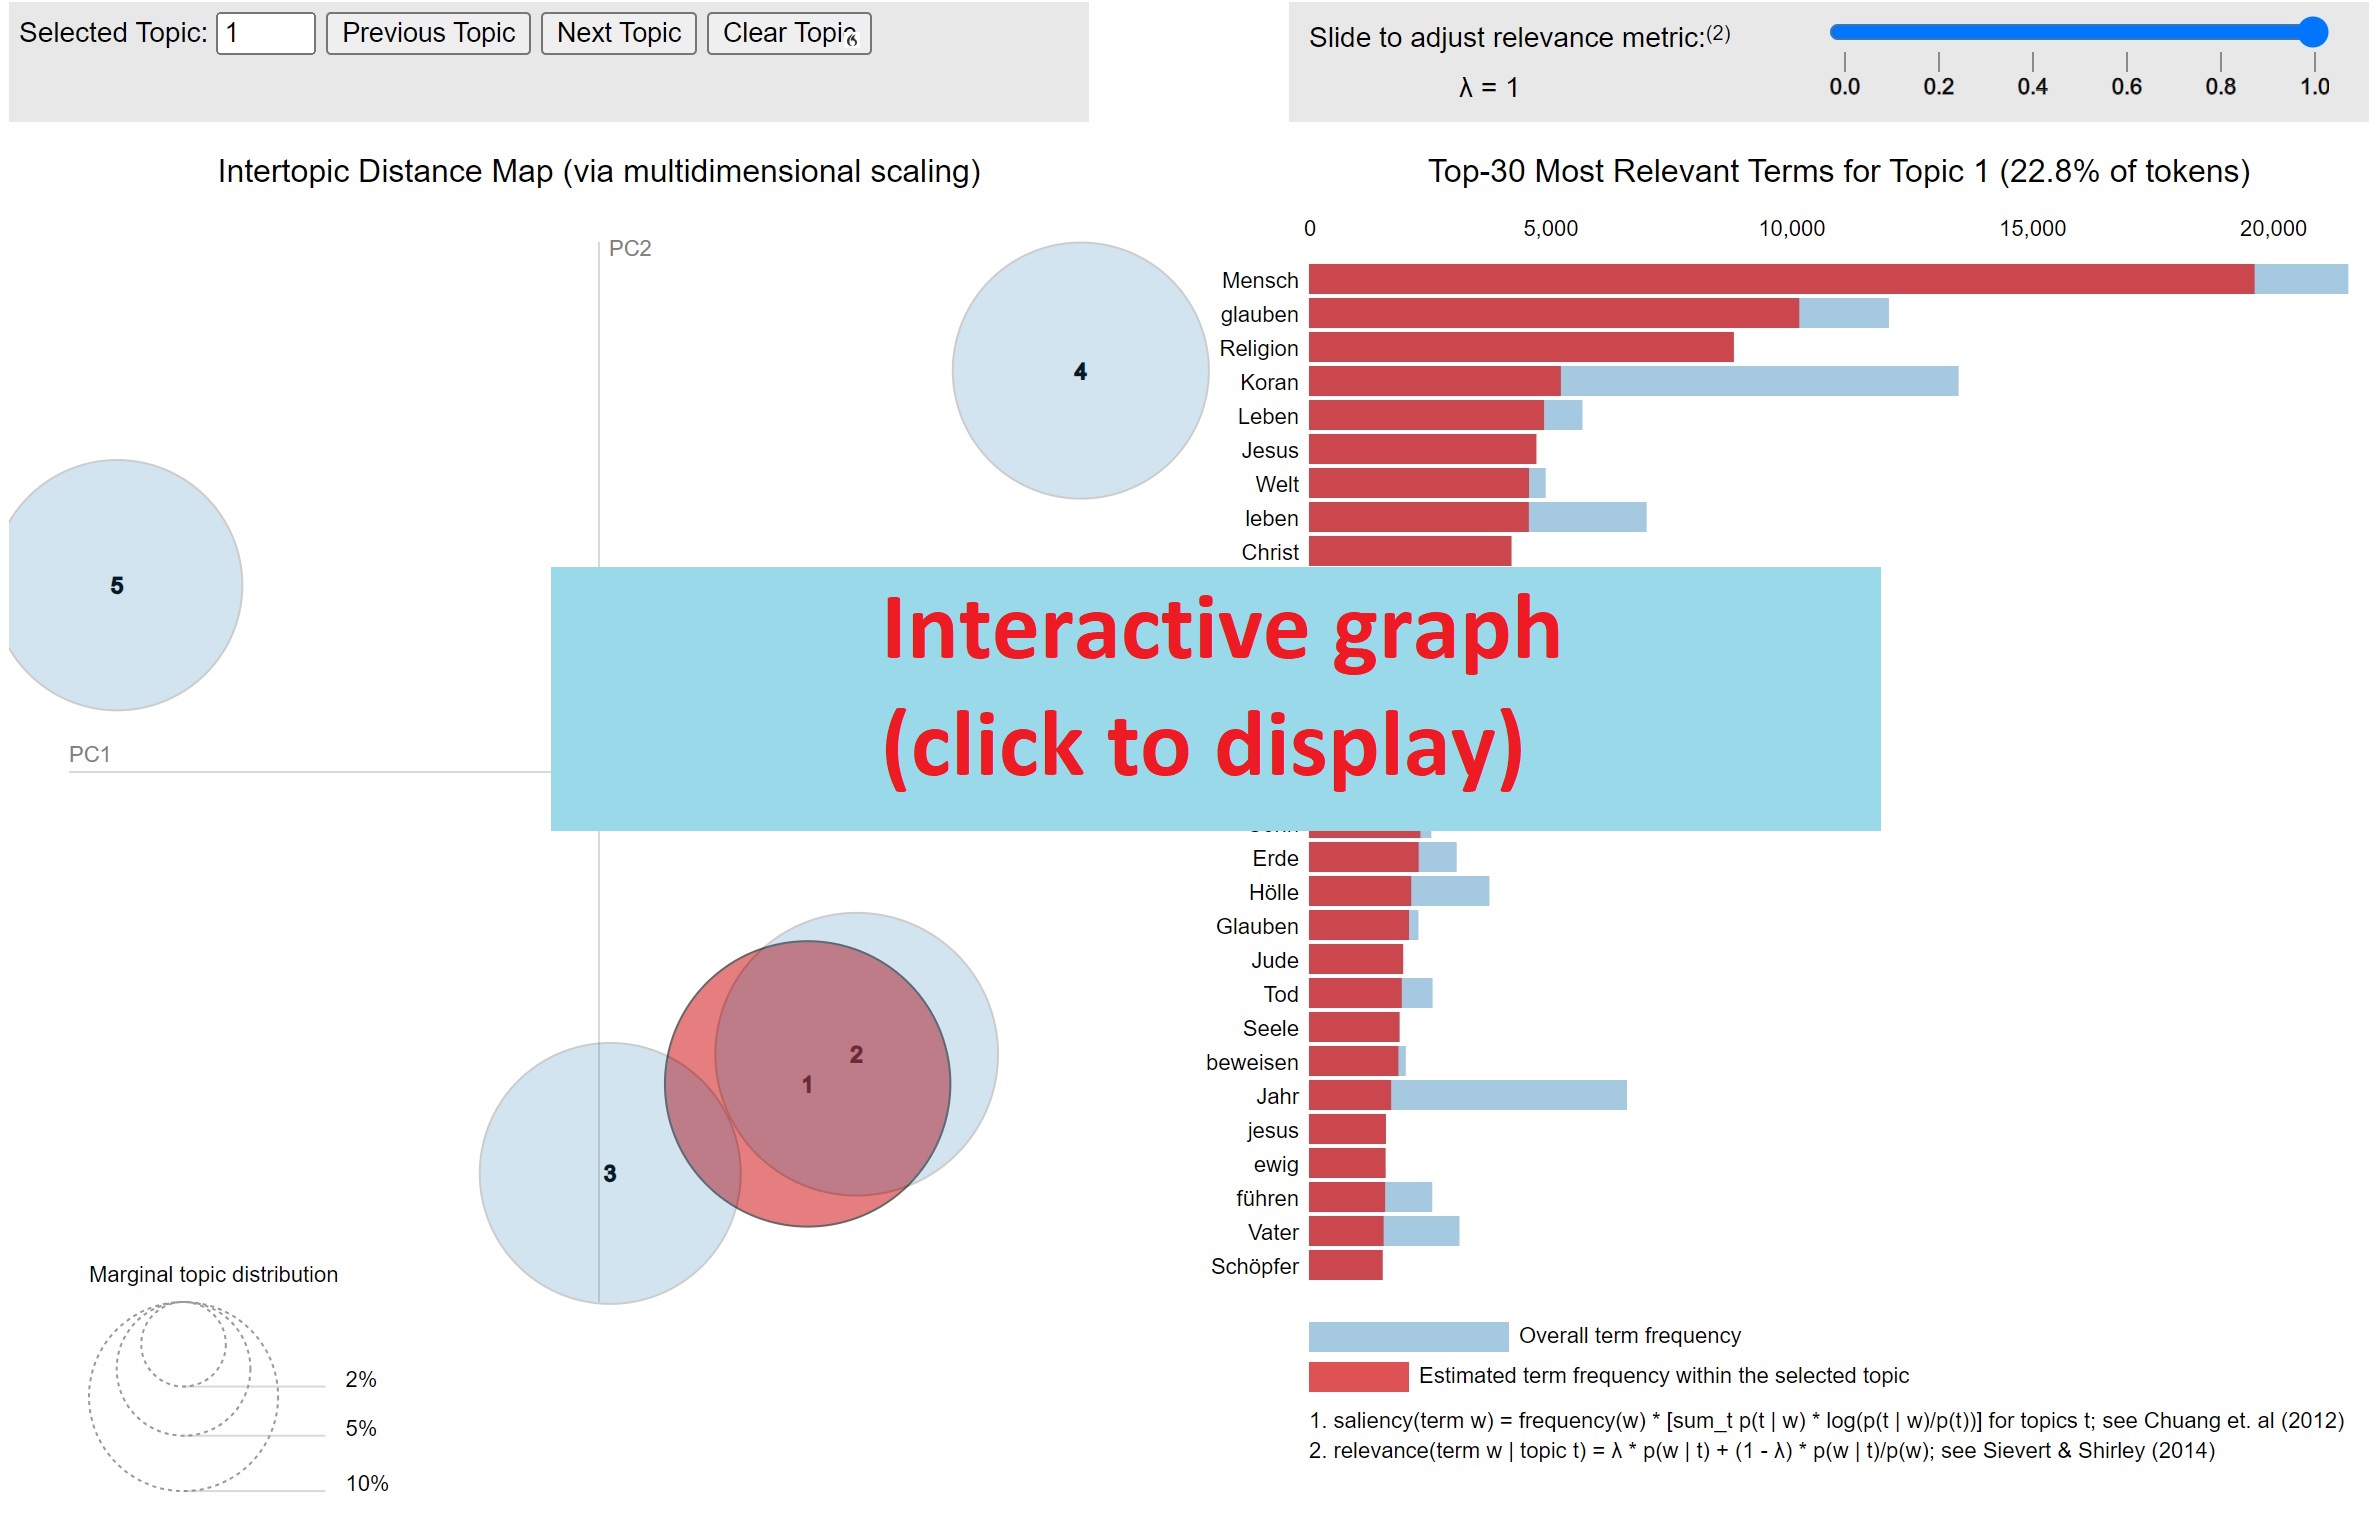 Selected Topic: 1 Previous Topic Next Topic Clear Topic
Slide to adjust relevance metric:(2)
λ = 1
0.0 0.2 0.4 0.6 0.8 1.0
Intertopic Distance Map (via multidimensional scaling)
PC2
4
5
PC1
2
1
3
Marginal topic distribution
2%
5%
10%
Top-30 Most Relevant Terms for Topic 1 (22.8% of tokens)
0 5,000 10,000 15,000 20,000
Mensch
glauben
Religion
Koran
Leben
Jesus
Welt
leben
Christ
Interactive graph
(click to display)
Erde
Hölle
Glauben
Jude
Tod
Seele
beweisen
Jahr
jesus
ewig
führen
Vater
Schöpfer
Overall term frequency
Estimated term frequency within the selected topic
1. saliency(term w) = frequency(w) * [sum_t p(t | w) * log(p(t | w)/p(t))] for topics t; see Chuang et. al (2012)
2. relevance(term w | topic t) = λ * p(w | t) + (1 - λ) * p(w | t)/p(w); see Sievert & Shirley (2014)